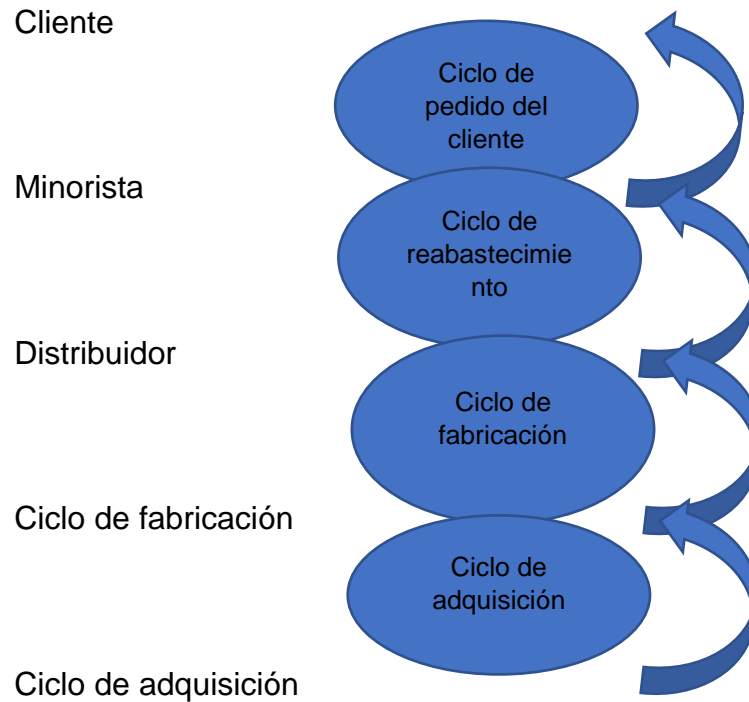 Cliente
Ciclo de
pedido del
cliente
Minorista
Ciclo de
reabastecimie
nto
Distribuidor
Ciclo de
fabricación
Ciclo de fabricación
Ciclo de
adquisición
Ciclo de adquisición